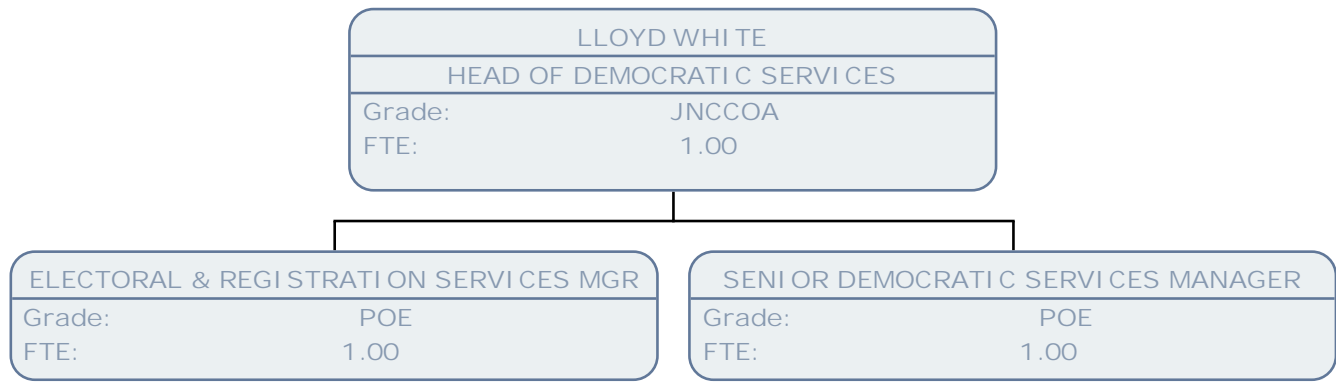 LLOYD WHITE
HEAD OF DEMOCRATIC SERVICES
Grade: JNCCOA
FTE: 1.00
ELECTORAL & REGISTRATION SERVICES MGR
Grade: POE
FTE: 1.00
SENIOR DEMOCRATIC SERVICES MANAGER
Grade: POE
FTE: 1.00